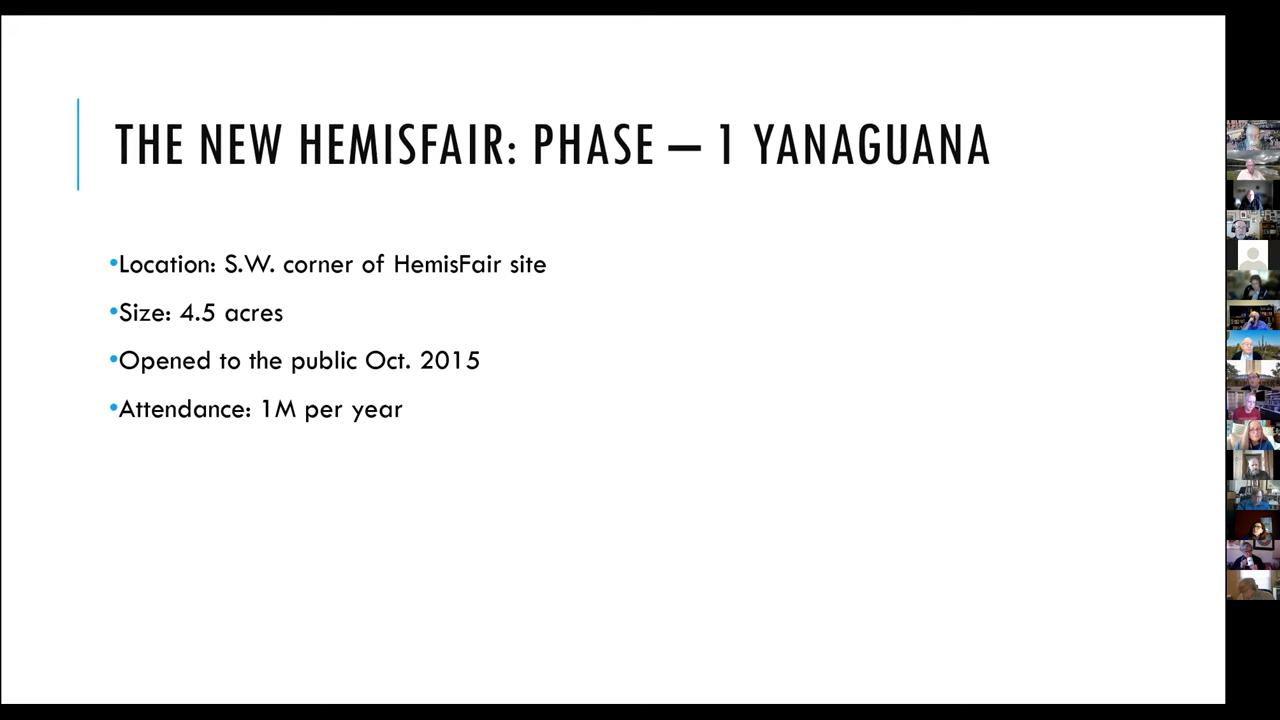 THE NEW HEMISFAIR: PHASE – 1 YANAGUANA
•Location: S.W. corner of HemisFair site
•Size: 4.5 acres
•Opened to the public Oct. 2015
•Attendance: 1M per year